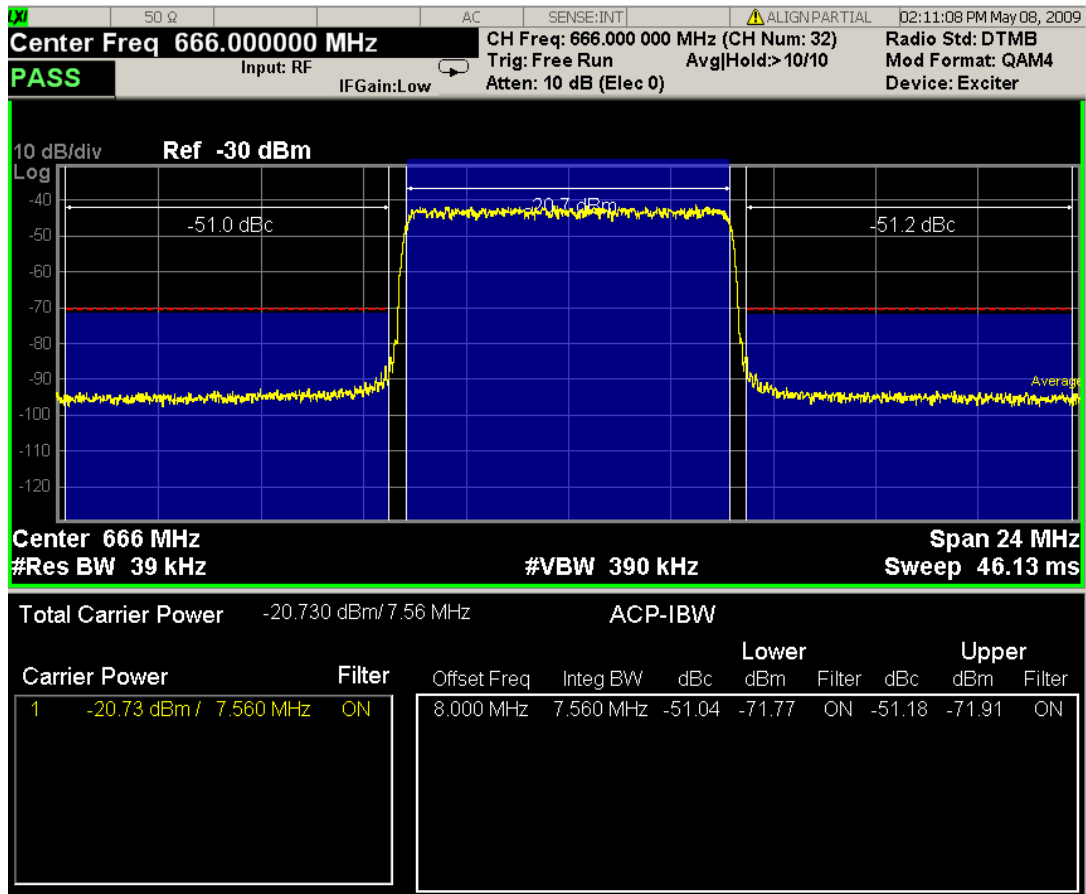 LXI 50 Ω AC SENSE:INT ALIGN PARTIAL 02:11:08 PM May 08, 2009
Center Freq 666.000000 MHz CH Freq: 666.000 000 MHz (CH Num: 32) Radio Std: DTMB
PASS Input: RF Trig: Free Run Avg|Hold:>10/10 Mod Format: QAM4
IFGain:Low Atten: 10 dB (Elec 0) Device: Exciter
10 dB/div Ref -30 dBm
Log
-40
-20.7 dBm
-51.0 dBc -51.2 dBc
-50
-60
-70
-80
-90
Average
-100
-110
-120
Center 666 MHz Span 24 MHz
#Res BW 39 kHz #VBW 390 kHz Sweep 46.13 ms
Total Carrier Power -20.730 dBm/ 7.56 MHz ACP-IBW
Lower Upper
Carrier Power Filter Offset Freq Integ BW dBc dBm Filter dBc dBm Filter
1 -20.73 dBm / 7.560 MHz ON 8.000 MHz 7.560 MHz -51.04 -71.77 ON -51.18 -71.91 ON